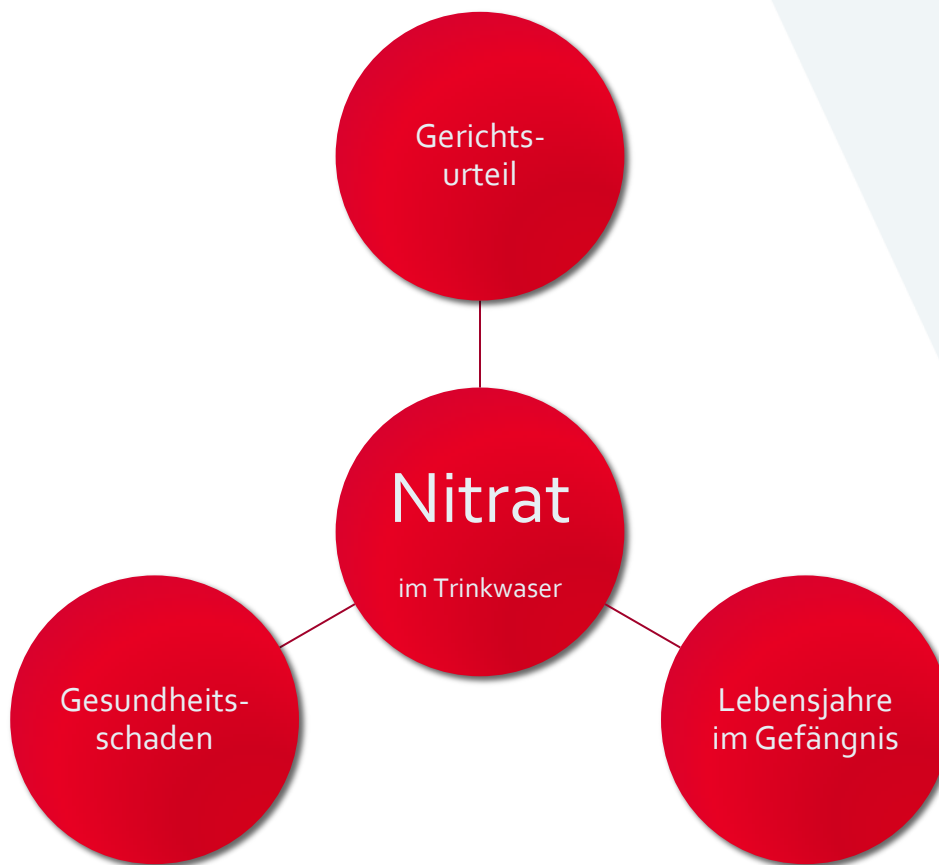 Gerichts-
urteil
Nitrat
im Trinkwaser
Gesundheits-
schaden
Lebensjahre
im Gefängnis